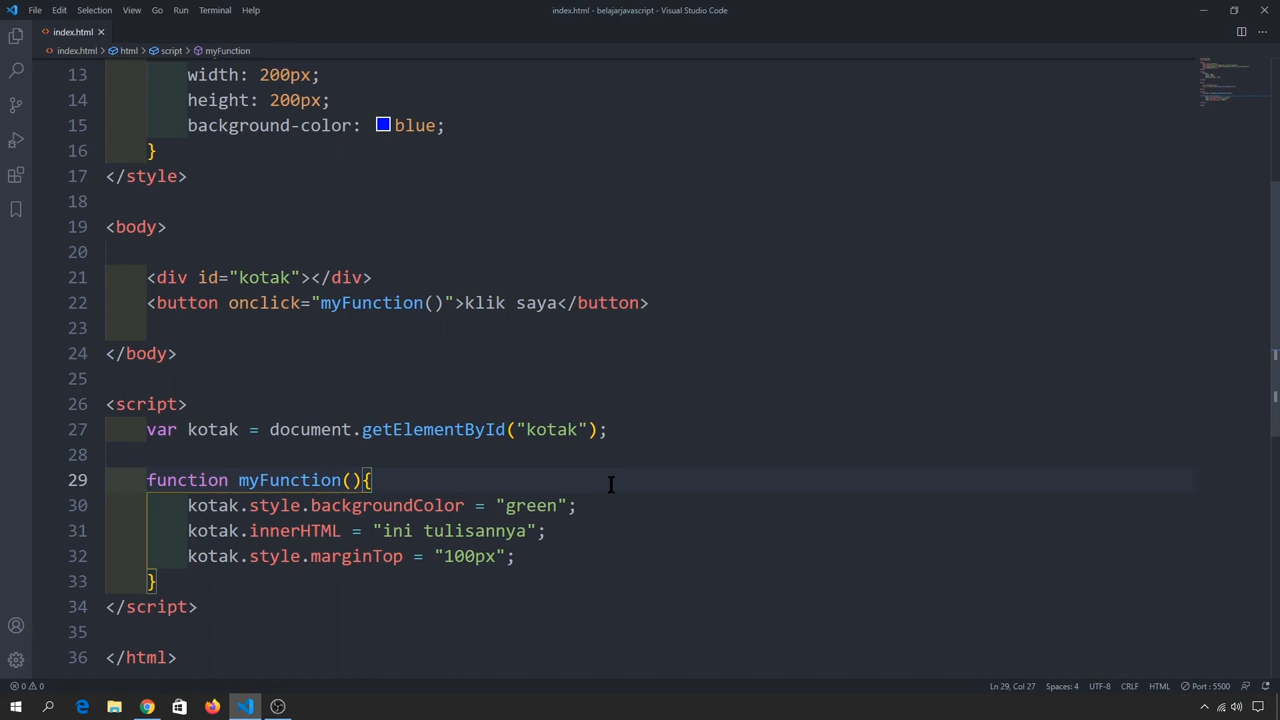 File Edit Selection View Go Run Terminal Help
index.html - belajarjavascript - Visual Studio Code
index.html
index.html > html > script > myFunction
13 width: 200px;
14 height: 200px;
15 background-color: blue;
16 }
17 </style>
18
19 <body>
20
21 <div id="kotak"></div>
22 <button onclick="myFunction()">klik saya</button>
23
24 </body>
25
26 <script>
27 var kotak = document.getElementById("kotak");
28
29 function myFunction(){
30 kotak.style.backgroundColor = "green";
31 kotak.innerHTML = "ini tulisannya";
32 kotak.style.marginTop = "100px";
33 }
34 </script>
35
36 </html>
0 0
Ln 29, Col 27 Spaces: 4 UTF-8 CRLF HTML Port : 5500